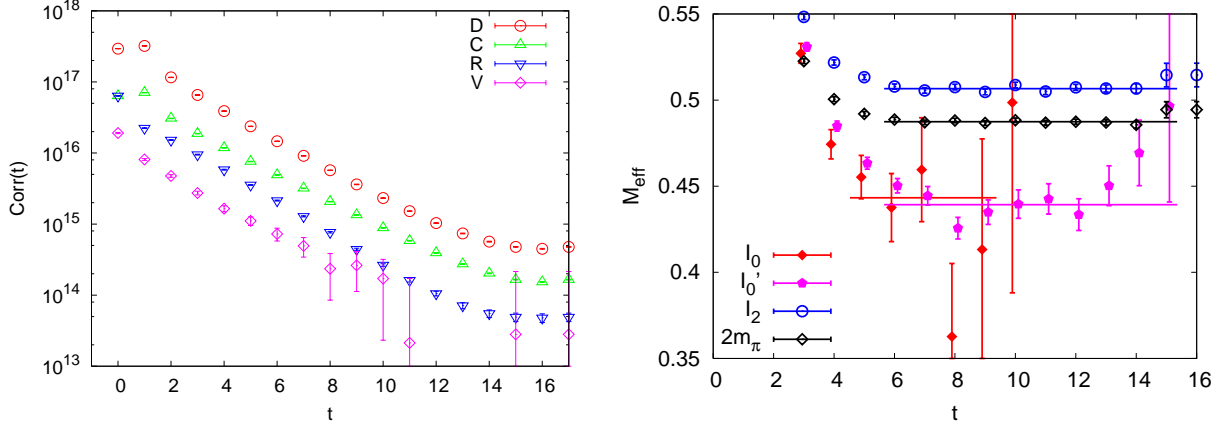 10^18
10^17
10^16
10^15
10^14
10^13
Corr(t)
D
C
R
V
0 2 4 6 8 10 12 14 16
t
0.55
0.5
0.45
0.4
0.35
M_eff
I_0
I_0'
I_2
2m_π
0 2 4 6 8 10 12 14 16
t